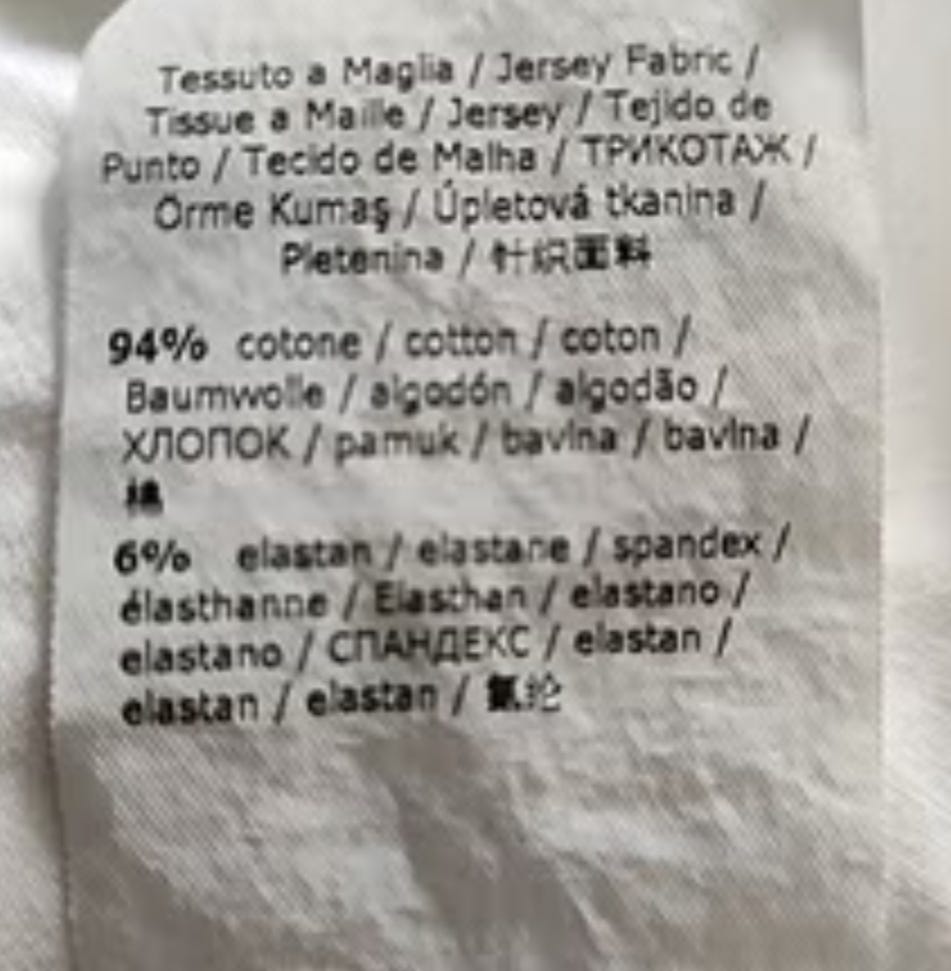 Tessuto a Maglia / Jersey Fabric /
Tissue a Maille / Jersey / Tejido de
Punto / Tecido de Malha / ТРИКОТАЖ /
Örme Kumaş / Úpletová tkanina /
Pletenina / 针织面料
94% cotone / cotton / coton /
Baumwolle / algodón / algodão /
ХЛОПОК / pamuk / bavlna / bavlna /
棉
6% elastan / elastane / spandex /
élasthanne / Elasthan / elastano /
elastano / СПАНДЕКС / elastan /
elastan / elastan / 氨纶